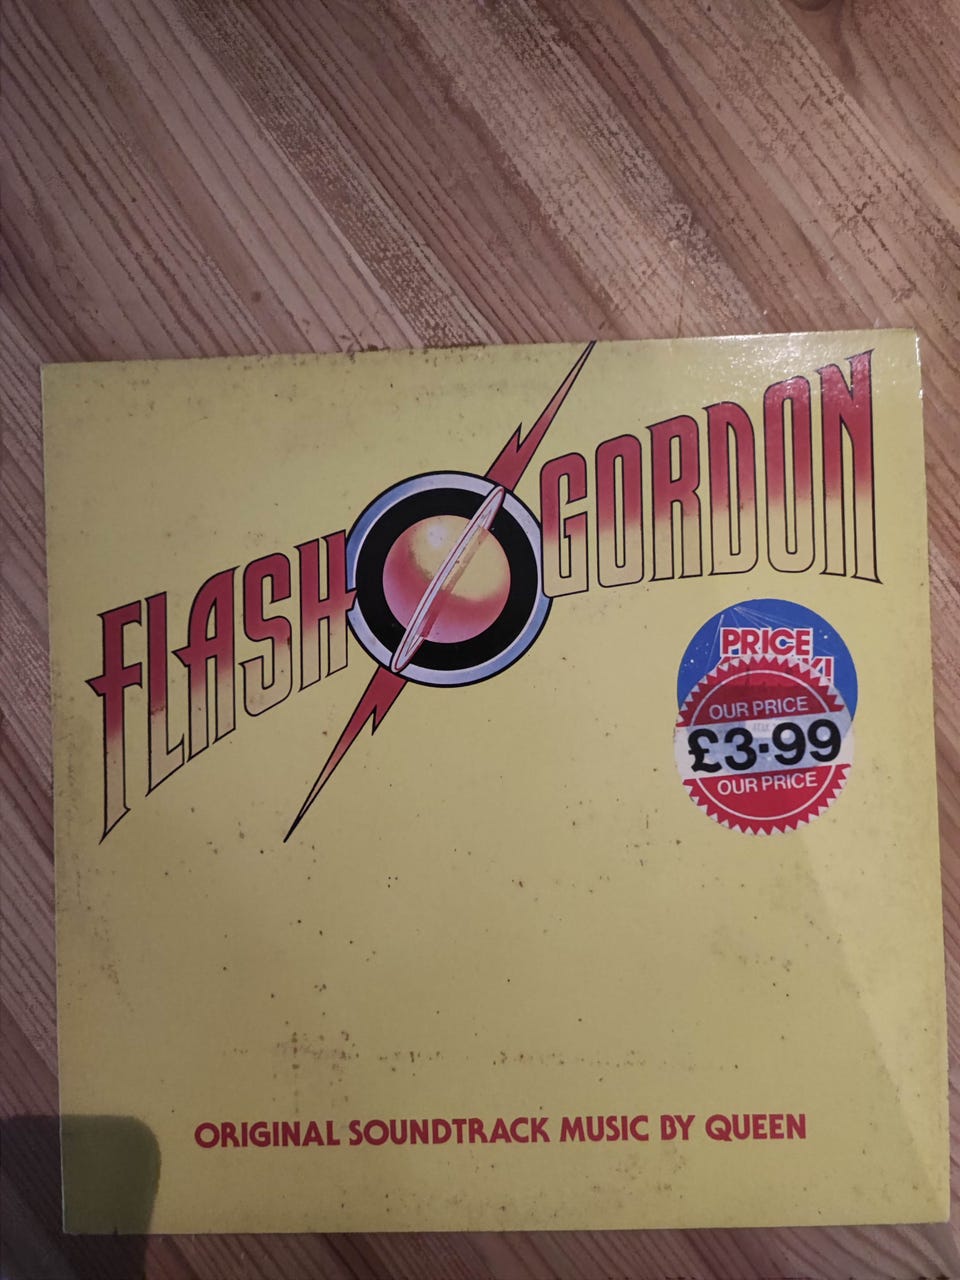 FLASH GORDON
PRICE
OUR PRICE
£3·99
OUR PRICE
ORIGINAL SOUNDTRACK MUSIC BY QUEEN